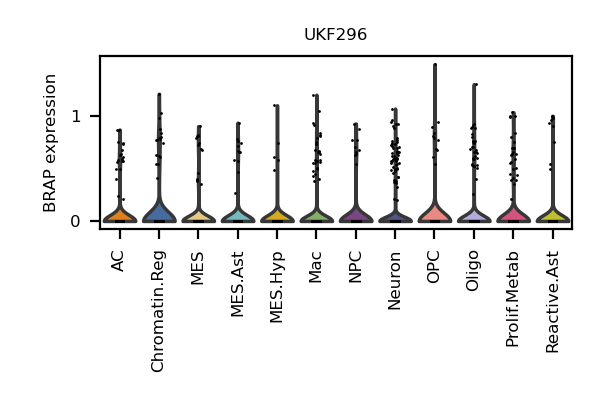 UKF296
BRAP expression
1
0
AC
Chromatin.Reg
MES
MES.Ast
MES.Hyp
Mac
NPC
Neuron
OPC
Oligo
Prolif.Metab
Reactive.Ast